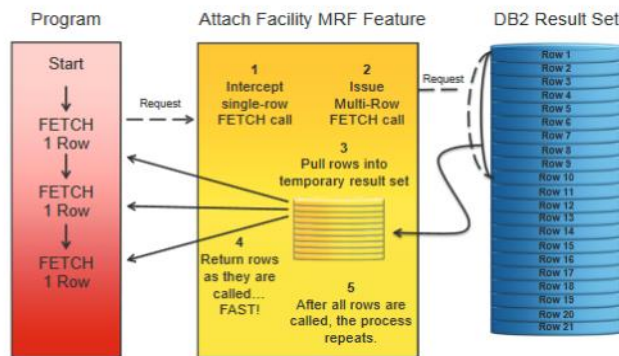 Program
Attach Facility MRF Feature
DB2 Result Set
Start
FETCH
1 Row
FETCH
1 Row
FETCH
1 Row
Request
1
Intercept
single-row
FETCH call
2
Issue
Multi-Row
FETCH call
Request
3
Pull rows into
temporary result set
4
Return rows
as they are
called…
FAST!
5
After all rows are
called, the process
repeats.
Row 1
Row 2
Row 3
Row 4
Row 5
Row 6
Row 7
Row 8
Row 9
Row 10
Row 11
Row 12
Row 13
Row 14
Row 15
Row 16
Row 17
Row 18
Row 19
Row 20
Row 21